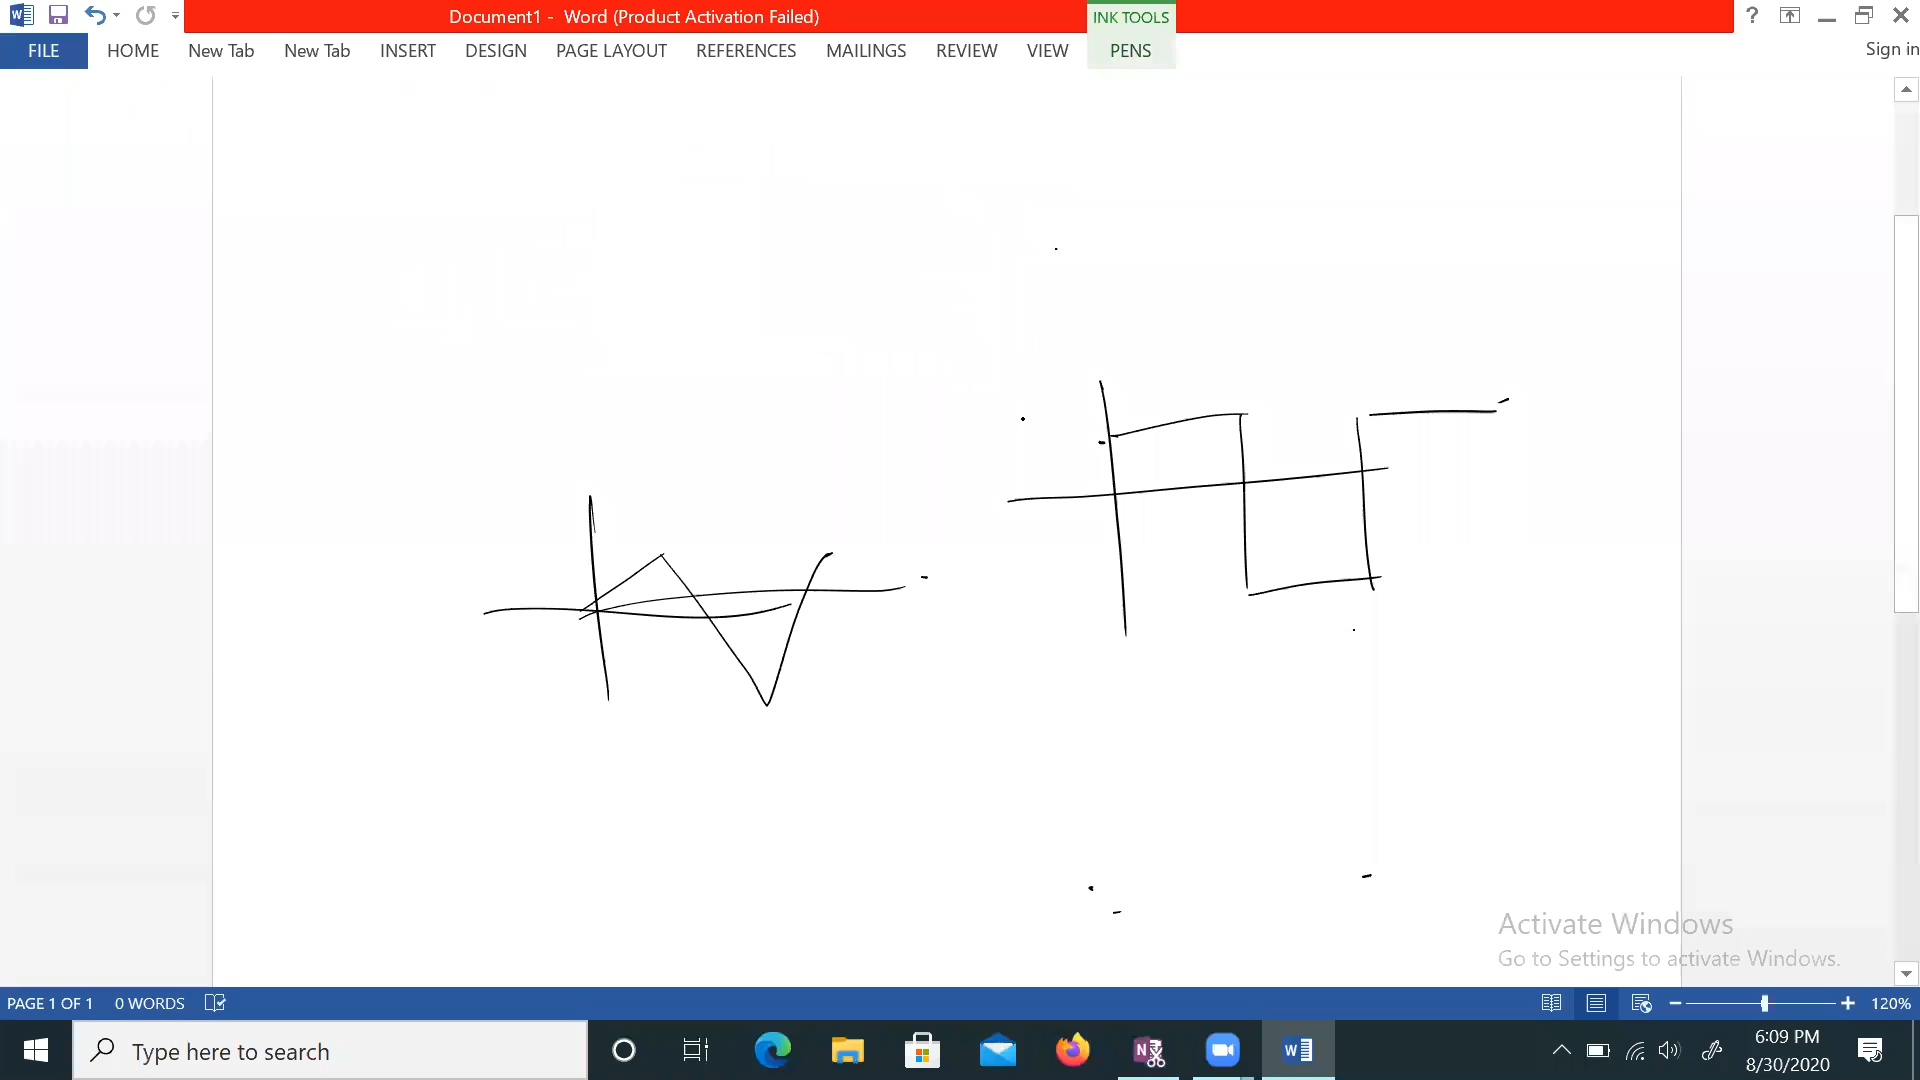 Document1 - Word (Product Activation Failed)
INK TOOLS
?
FILE
HOME
New Tab
New Tab
INSERT
DESIGN
PAGE LAYOUT
REFERENCES
MAILINGS
REVIEW
VIEW
PENS
Sign in
Activate Windows
Go to Settings to activate Windows.
PAGE 1 OF 1
0 WORDS
120%
Type here to search
6:09 PM
8/30/2020